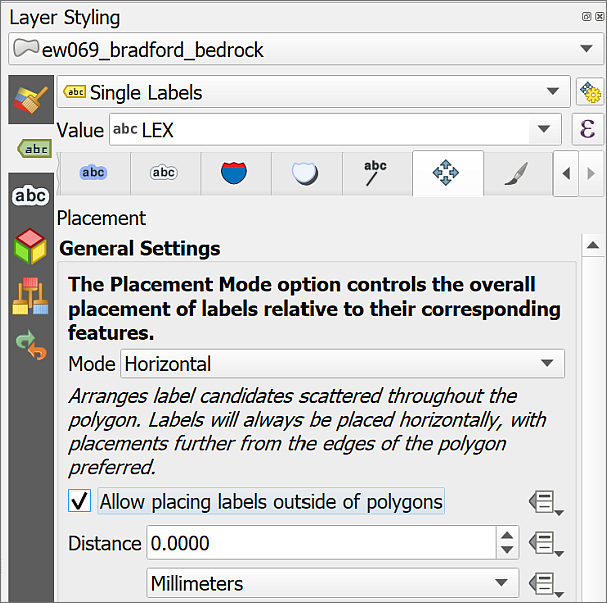 Layer Styling
ew069_bradford_bedrock
abc Single Labels
Value abc LEX ε
abc
abc abc abc
abc
Placement
General Settings
The Placement Mode option controls the overall
placement of labels relative to their corresponding
features.
Mode Horizontal
Arranges label candidates scattered throughout the
polygon. Labels will always be placed horizontally, with
placements further from the edges of the polygon
preferred.
Allow placing labels outside of polygons
Distance 0.0000
Millimeters